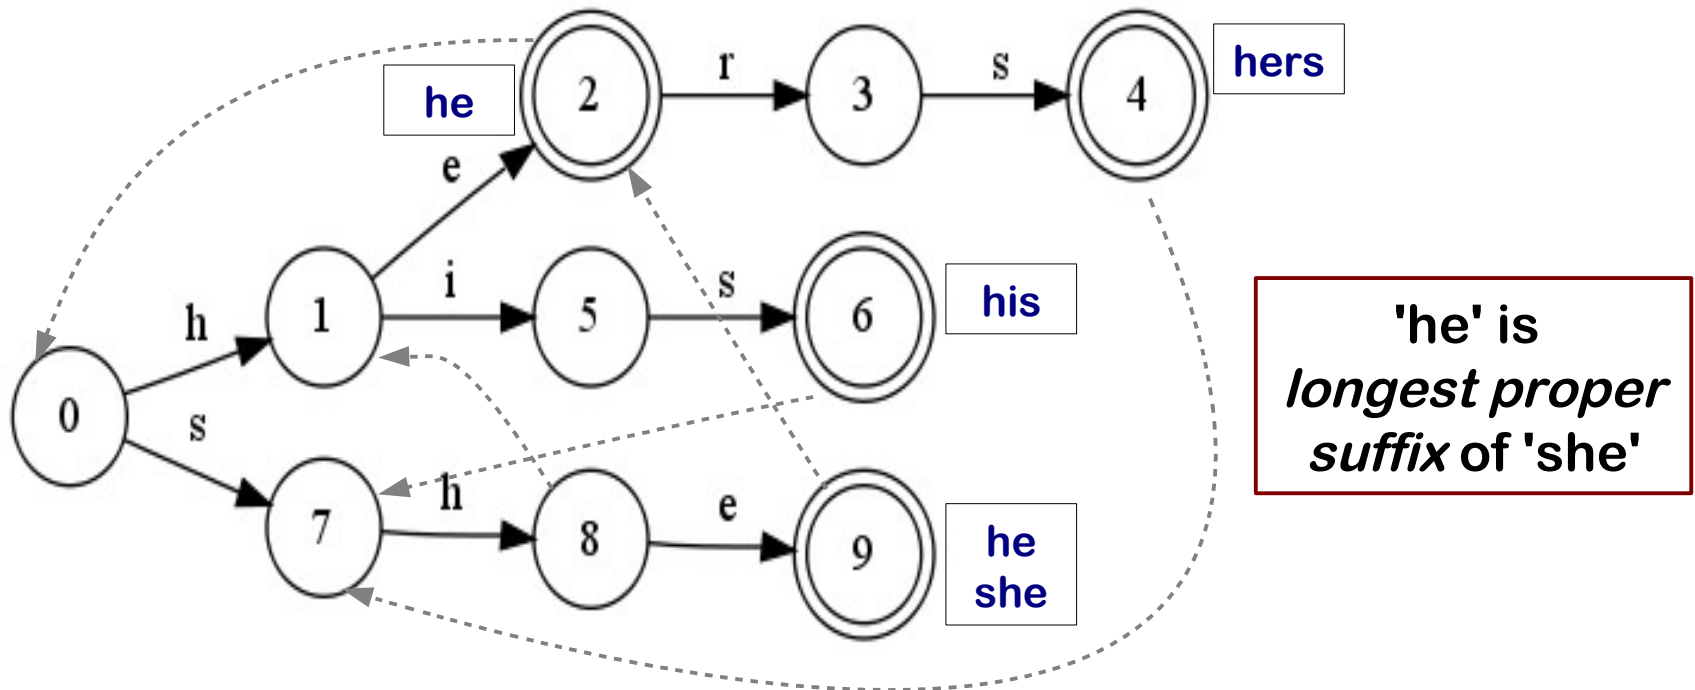 he
2
r
3
s
4
hers
e
h
1
i
5
s
6
his
0
s
7
h
8
e
9
he
she
'he' is
longest proper
suffix of 'she'